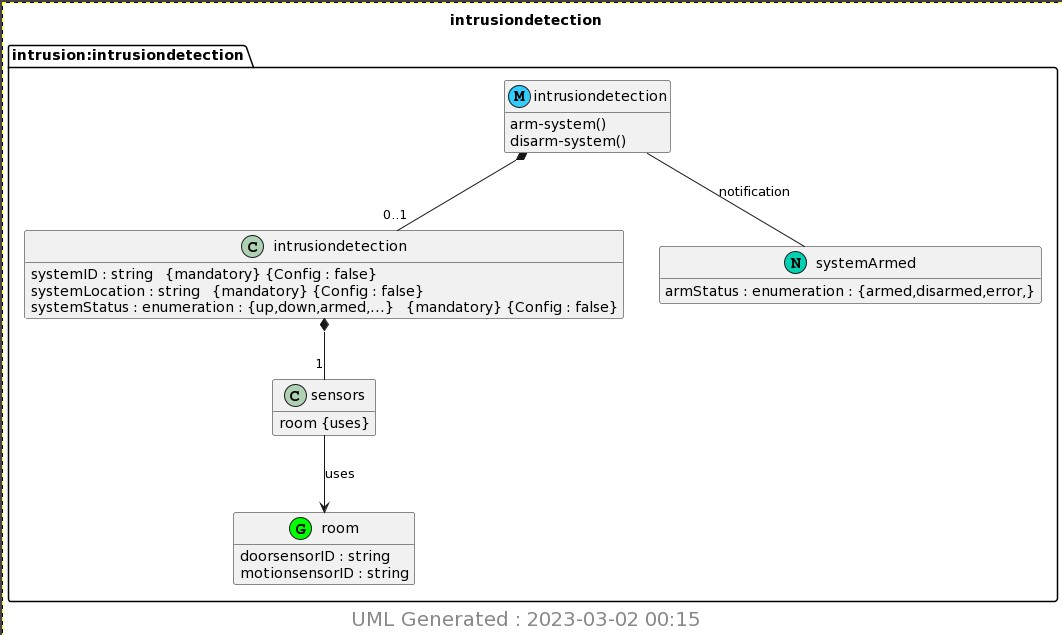 intrusiondetection
intrusion:intrusiondetection
M intrusiondetection
arm-system()
disarm-system()
notification
0..1
C intrusiondetection
systemID : string {mandatory} {Config : false}
systemLocation : string {mandatory} {Config : false}
systemStatus : enumeration : {up,down,armed,...} {mandatory} {Config : false}
N systemArmed
armStatus : enumeration : {armed,disarmed,error,}
1
C sensors
room {uses}
uses
G room
doorsensorID : string
motionsensorID : string
UML Generated : 2023-03-02 00:15